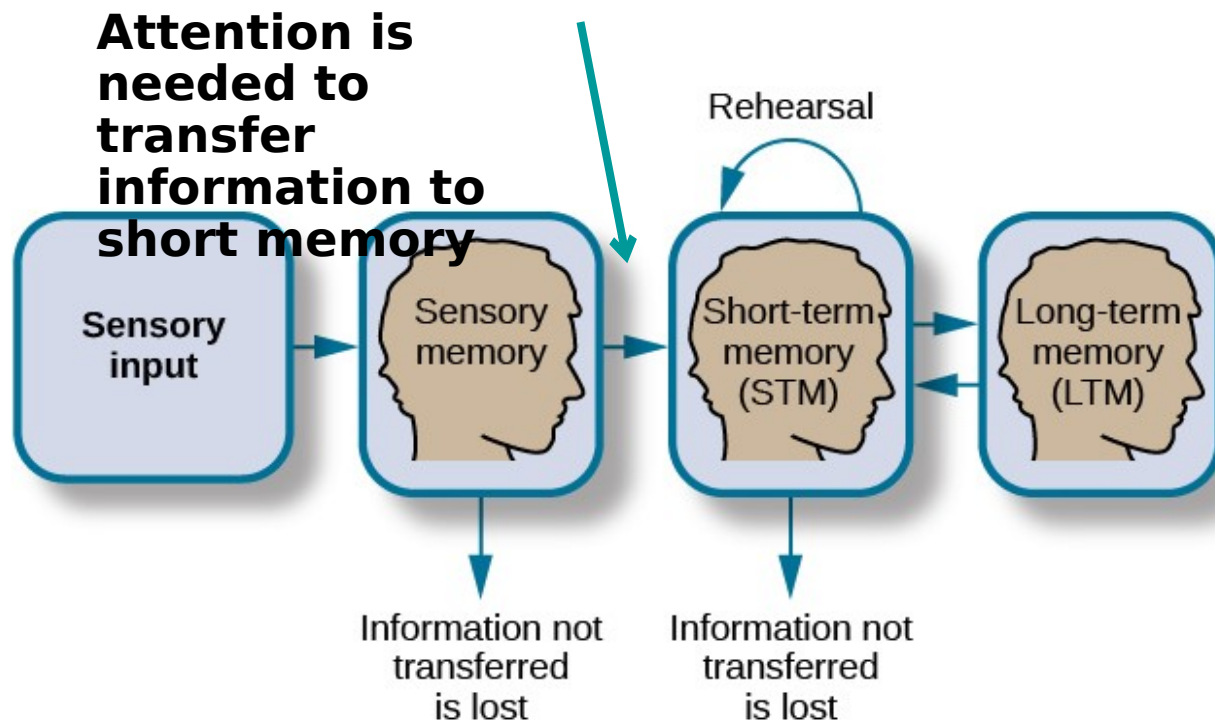 Attention is
needed to
transfer
information to
short memory
Rehearsal
Sensory
input
Sensory
memory
Short-term
memory
(STM)
Long-term
memory
(LTM)
Information not
transferred
is lost
Information not
transferred
is lost